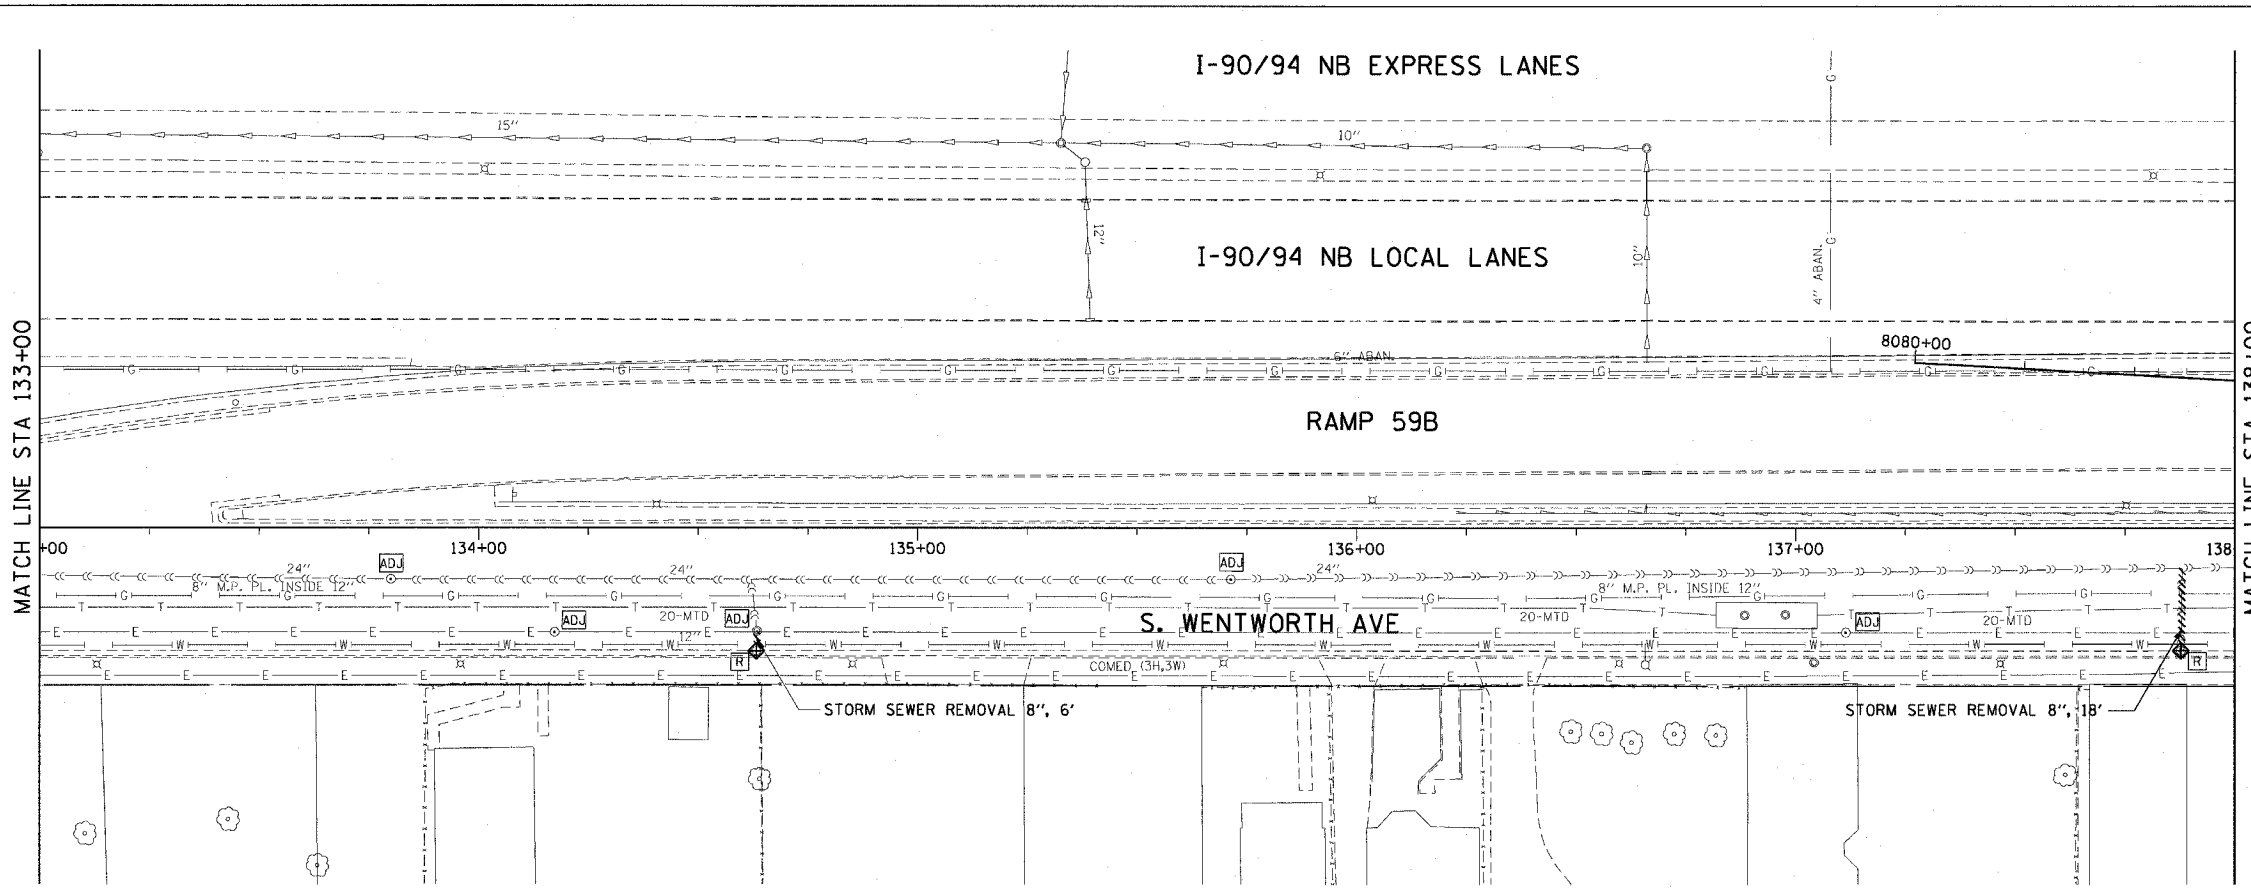 I-90/94 NB EXPRESS LANES
15"
10"
12"
I-90/94 NB LOCAL LANES
10"
4" ABAN.
G
G
MATCH LINE STA 133+00
6" ABAN.
8080+00
G G G G G G G G G G G G G
RAMP 59B
+00 134+00 135+00 136+00 137+00 138
ADJ ADJ
24" 24" 24"
8" M.P. PL. INSIDE 12" 8" M.P. PL. INSIDE 12"
ADJ ADJ ADJ
20-MTD 20-MTD 20-MTD
12"
S. WENTWORTH AVE
R R
COMED (3H,3W)
STORM SEWER REMOVAL 8", 6'
STORM SEWER REMOVAL 8", 18'